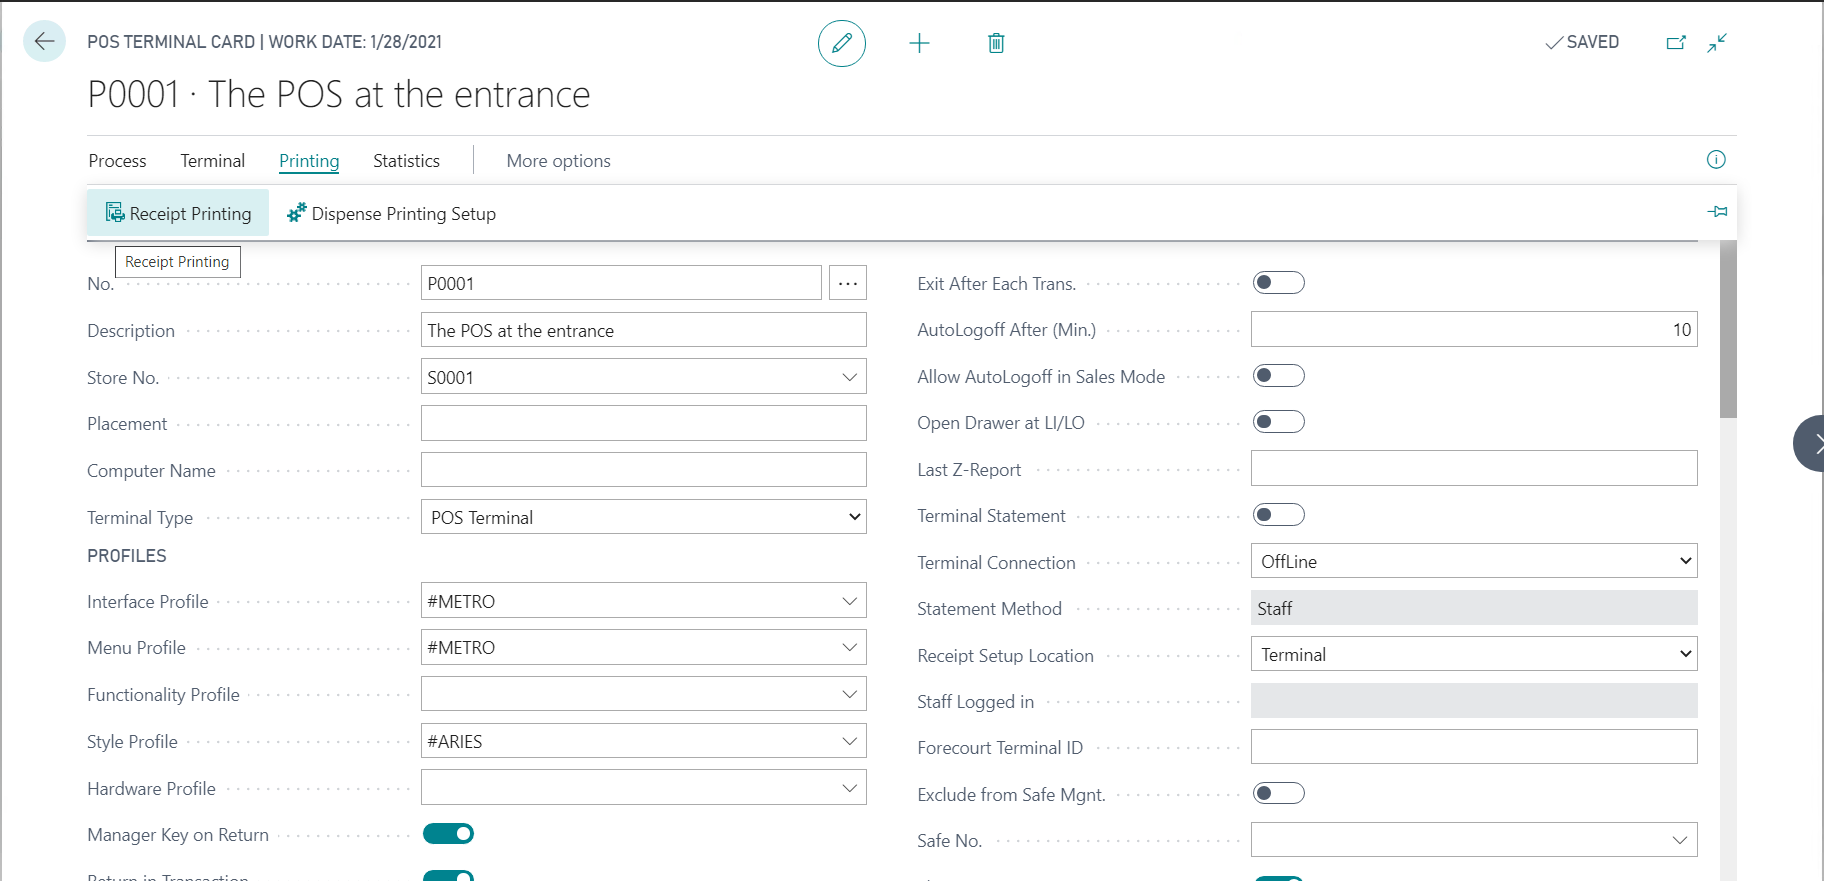 POS TERMINAL CARD | WORK DATE: 1/28/2021
SAVED
P0001 · The POS at the entrance
Process Terminal Printing Statistics More options
Receipt Printing Dispense Printing Setup
Receipt Printing
No. P0001 ...
Description The POS at the entrance
Store No. S0001
Placement
Computer Name
Terminal Type POS Terminal
PROFILES
Interface Profile #METRO
Menu Profile #METRO
Functionality Profile
Style Profile #ARIES
Hardware Profile
Manager Key on Return
Return in Transaction
Exit After Each Trans.
AutoLogoff After (Min.) 10
Allow AutoLogoff in Sales Mode
Open Drawer at LI/LO
Last Z-Report
Terminal Statement
Terminal Connection OffLine
Statement Method Staff
Receipt Setup Location Terminal
Staff Logged in
Forecourt Terminal ID
Exclude from Safe Mgnt.
Safe No.